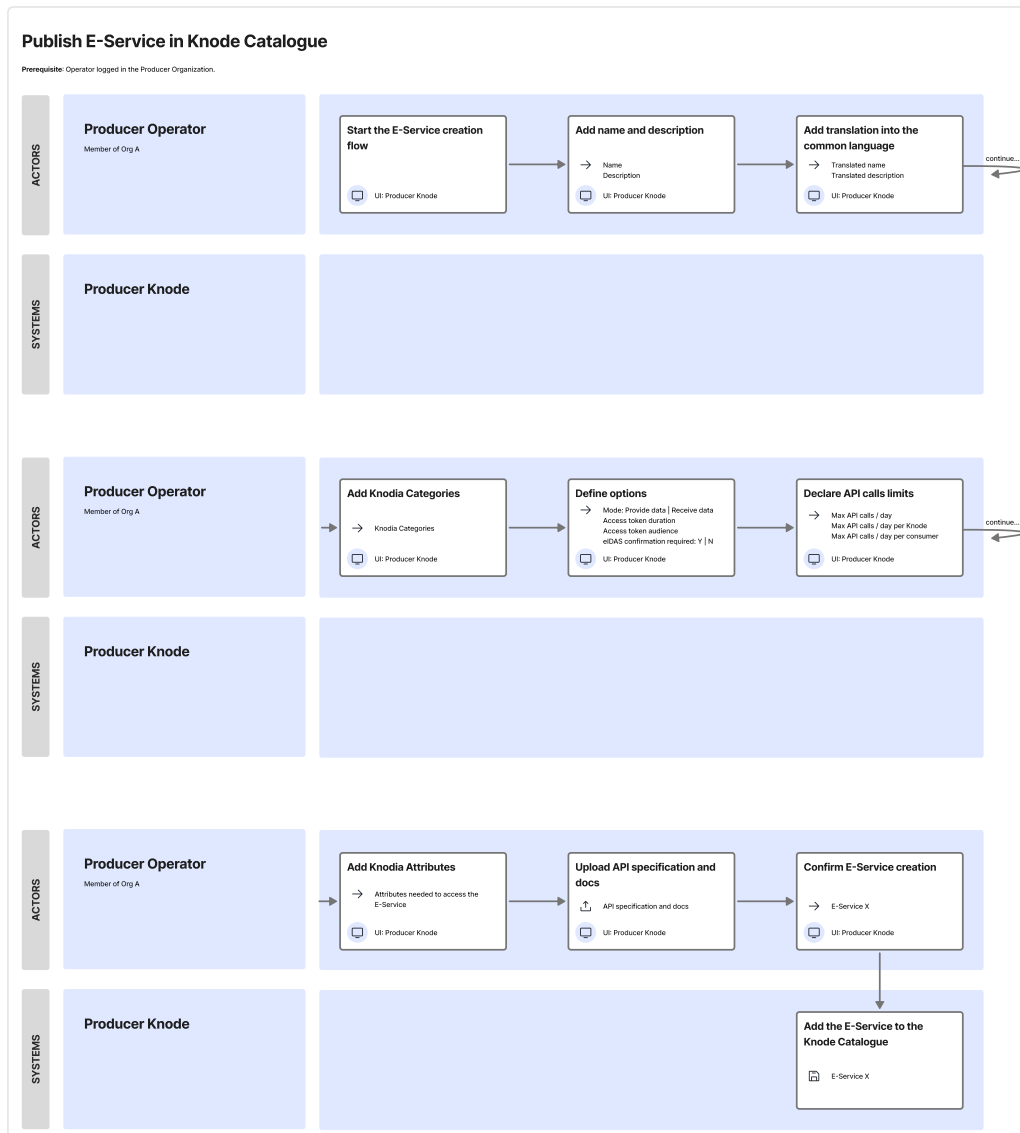 Publish E-Service in Knode Catalogue
Prerequisite: Operator logged in the Producer Organization.
ACTORS
Producer Operator
Member of Org A
Start the E-Service creation
flow
UI: Producer Knode
Add name and description
Name
Description
UI: Producer Knode
Add translation into the
common language
Translated name
Translated description
UI: Producer Knode
continue...
SYSTEMS
Producer Knode
ACTORS
Producer Operator
Member of Org A
Add Knodia Categories
Knodia Categories
UI: Producer Knode
Define options
Mode: Provide data | Receive data
Access token duration
Access token audience
eIDAS confirmation required: Y | N
UI: Producer Knode
Declare API calls limits
Max API calls / day
Max API calls / day per Knode
Max API calls / day per consumer
UI: Producer Knode
continue...
SYSTEMS
Producer Knode
ACTORS
Producer Operator
Member of Org A
Add Knodia Attributes
Attributes needed to access the
E-Service
UI: Producer Knode
Upload API specification and
docs
API specification and docs
UI: Producer Knode
Confirm E-Service creation
E-Service X
UI: Producer Knode
SYSTEMS
Producer Knode
Add the E-Service to the
Knode Catalogue
E-Service X